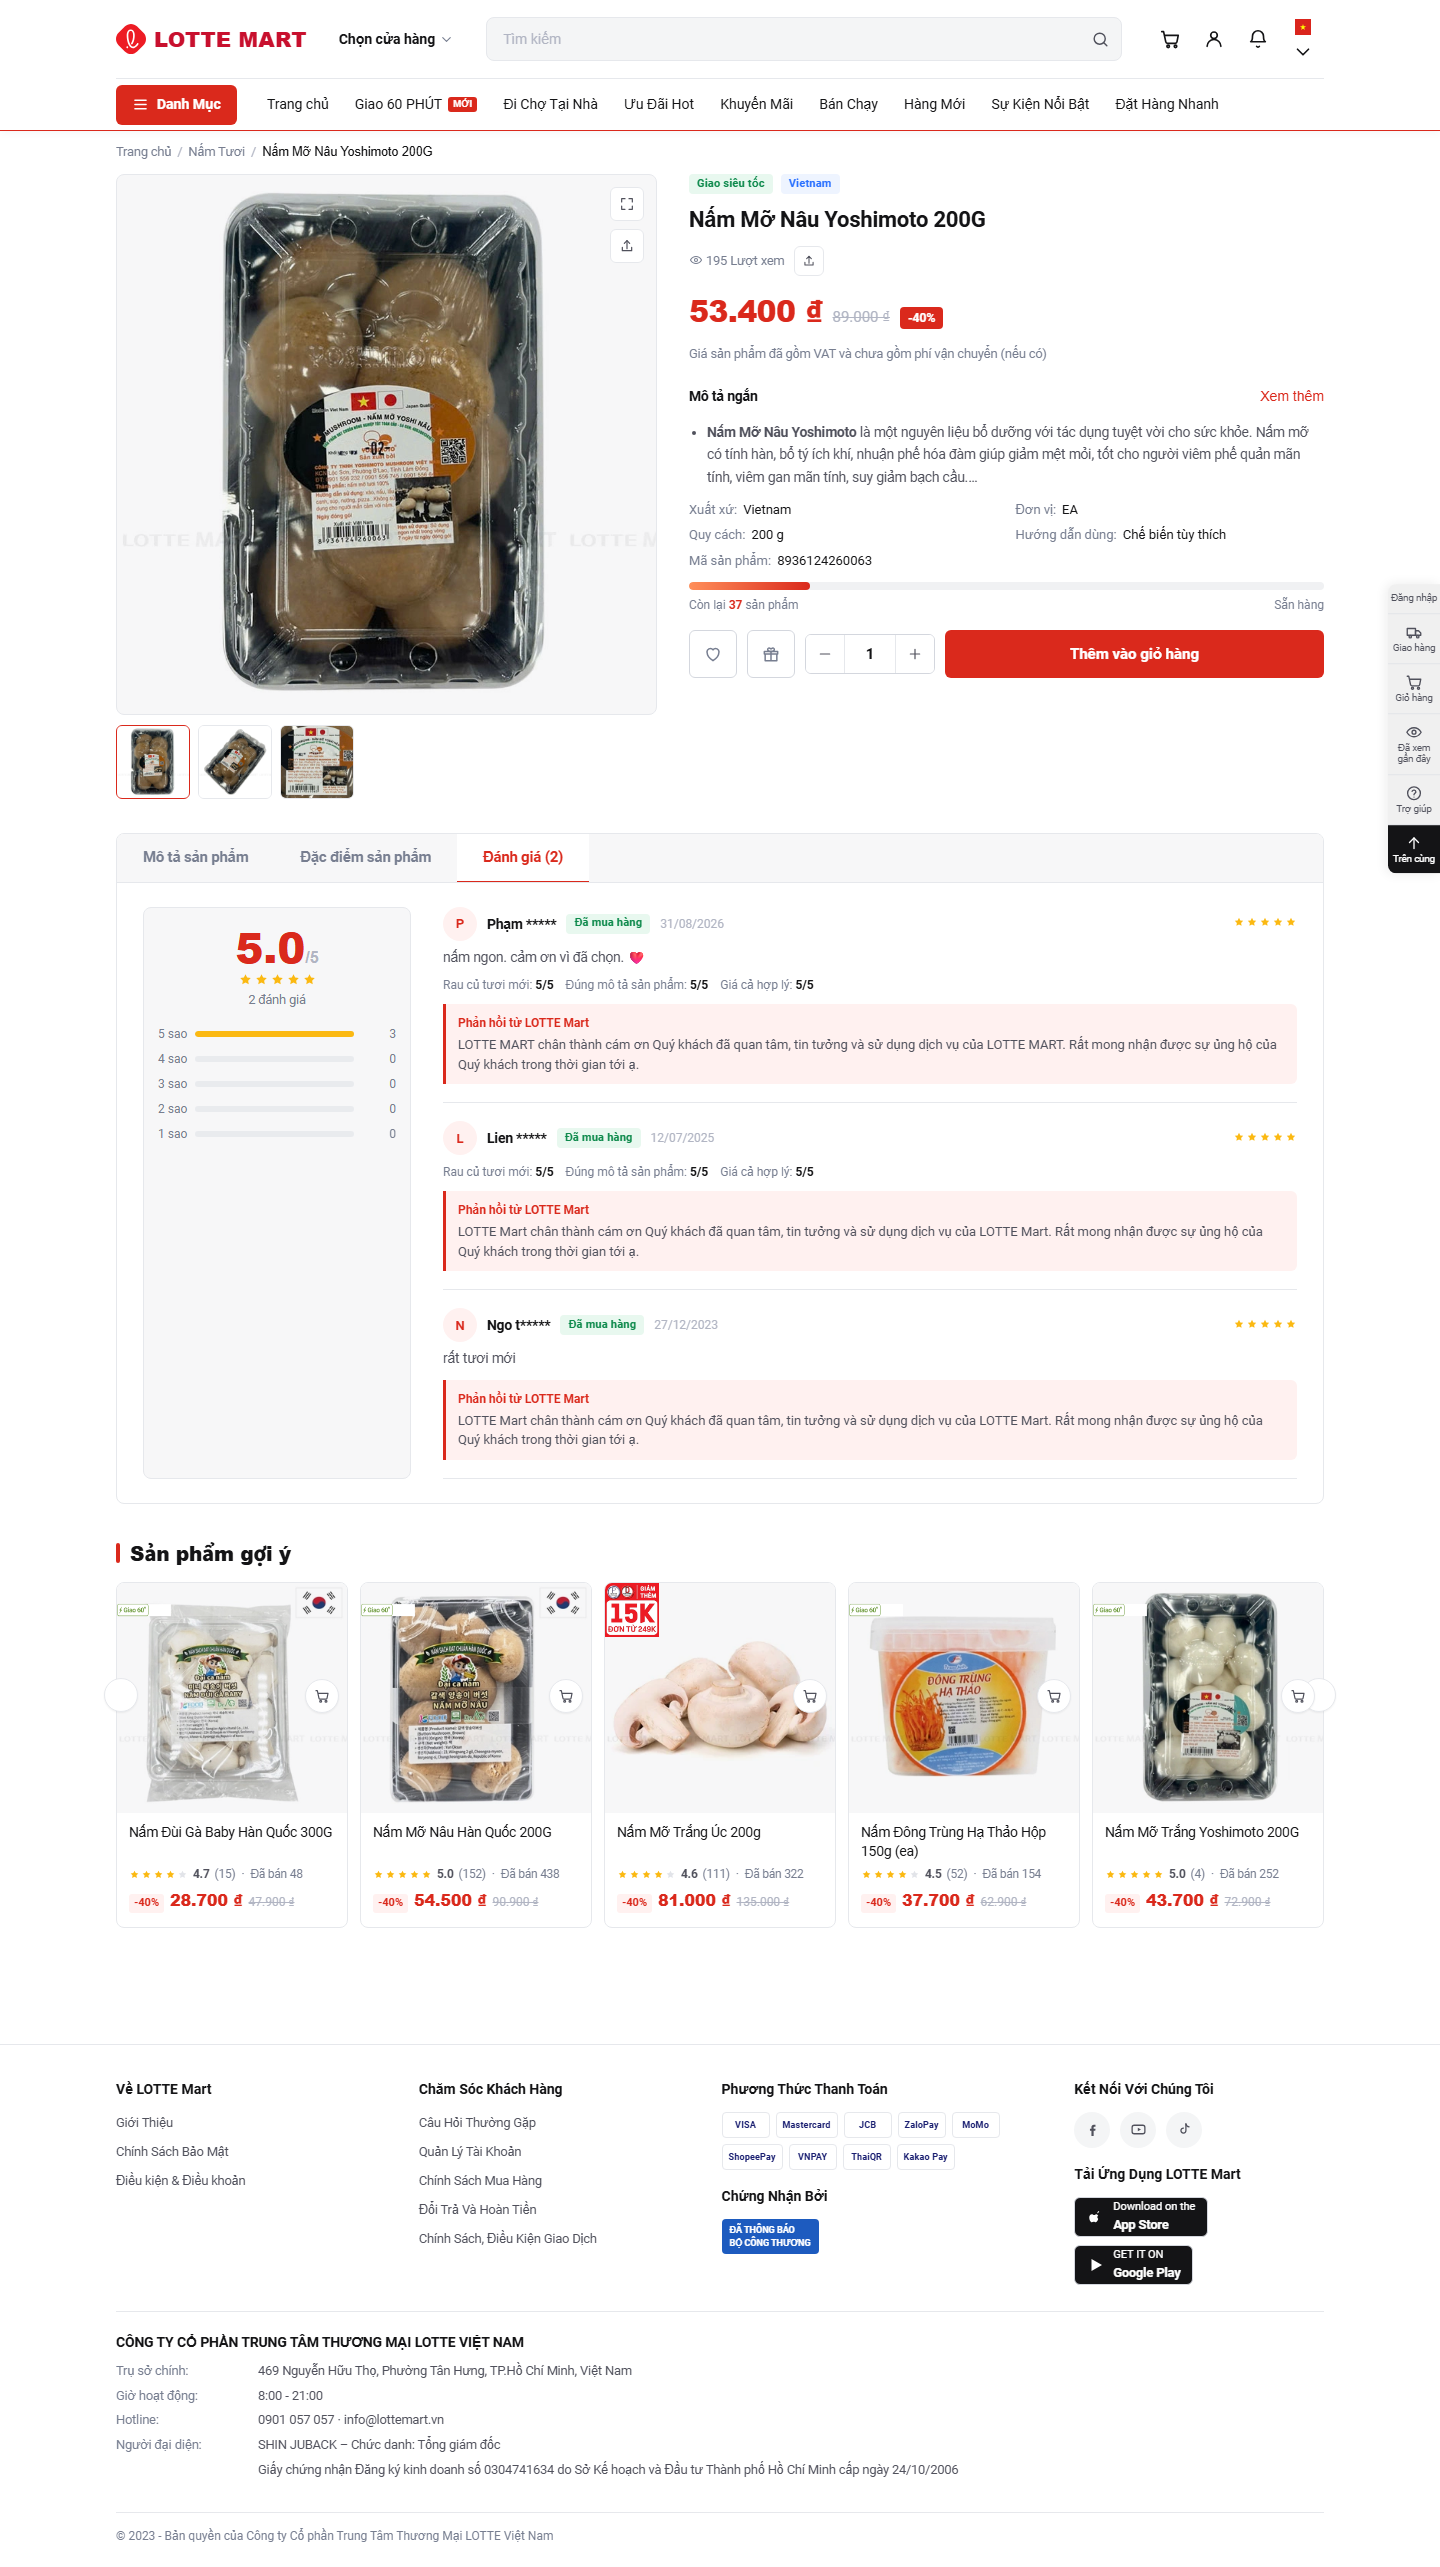 LOTTE MART
Chọn cửa hàng
Tìm kiếm
Danh Mục
Trang chủ
Giao 60 PHÚT MỚI
Đi Chợ Tại Nhà
Ưu Đãi Hot
Khuyến Mãi
Bán Chạy
Hàng Mới
Sự Kiện Nổi Bật
Đặt Hàng Nhanh
Trang chủ / Nấm Tươi / Nấm Mỡ Nâu Yoshimoto 200G
Giao siêu tốc
Vietnam
Nấm Mỡ Nâu Yoshimoto 200G
195 Lượt xem
53.400 ₫ 89.000 ₫ -40%
Giá sản phẩm đã gồm VAT và chưa gồm phí vận chuyển (nếu có)
Mô tả ngắn
Xem thêm
• Nấm Mỡ Nâu Yoshimoto là một nguyên liệu bổ dưỡng với tác dụng tuyệt vời cho sức khỏe. Nấm mỡ
có tính hàn, bổ tỳ ích khí, nhuận phế hóa đàm giúp giảm mệt mỏi, tốt cho người viêm phế quản mãn
tính, viêm gan mãn tính, suy giảm bạch cầu....
Xuất xứ: Vietnam
Đơn vị: EA
Quy cách: 200 g
Hướng dẫn dùng: Chế biến tùy thích
Mã sản phẩm: 8936124260063
Còn lại 37 sản phẩm
Sẵn hàng
1
Thêm vào giỏ hàng
Đăng nhập
Giao hàng
Giỏ hàng
Đã xem
gần đây
Trợ giúp
Trên cùng
Mô tả sản phẩm
Đặc điểm sản phẩm
Đánh giá (2)
5.0/5
2 đánh giá
5 sao 3
4 sao 0
3 sao 0
2 sao 0
1 sao 0
P Phạm ***** Đã mua hàng 31/08/2026
nấm ngon. cảm ơn vì đã chọn.
Rau củ tươi mới: 5/5 Đúng mô tả sản phẩm: 5/5 Giá cả hợp lý: 5/5
Phản hồi từ LOTTE Mart
LOTTE MART chân thành cám ơn Quý khách đã quan tâm, tin tưởng và sử dụng dịch vụ của LOTTE MART. Rất mong nhận được sự ủng hộ của
Quý khách trong thời gian tới ạ.
L Lien ***** Đã mua hàng 12/07/2025
Rau củ tươi mới: 5/5 Đúng mô tả sản phẩm: 5/5 Giá cả hợp lý: 5/5
Phản hồi từ LOTTE Mart
LOTTE Mart chân thành cám ơn Quý khách đã quan tâm, tin tưởng và sử dụng dịch vụ của LOTTE Mart. Rất mong nhận được sự ủng hộ của
Quý khách trong thời gian tới ạ.
N Ngo t***** Đã mua hàng 27/12/2023
rất tươi mới
Phản hồi từ LOTTE Mart
LOTTE Mart chân thành cám ơn Quý khách đã quan tâm, tin tưởng và sử dụng dịch vụ của LOTTE Mart. Rất mong nhận được sự ủng hộ của
Quý khách trong thời gian tới ạ.
Sản phẩm gợi ý
GIẢM THÊM
15K
ĐƠN TỪ 249K
ĐÔNG TRÙNG
HẠ THẢO
Nấm Đùi Gà Baby Hàn Quốc 300G
4.7 (15) · Đã bán 48
-40% 28.700 ₫ 47.900 ₫
Nấm Mỡ Nâu Hàn Quốc 200G
5.0 (152) · Đã bán 438
-40% 54.500 ₫ 90.900 ₫
Nấm Mỡ Trắng Úc 200g
4.6 (111) · Đã bán 322
-40% 81.000 ₫ 135.000 ₫
Nấm Đông Trùng Hạ Thảo Hộp
150g (ea)
4.5 (52) · Đã bán 154
-40% 37.700 ₫ 62.900 ₫
Nấm Mỡ Trắng Yoshimoto 200G
5.0 (4) · Đã bán 252
-40% 43.700 ₫ 72.900 ₫
Về LOTTE Mart
Giới Thiệu
Chính Sách Bảo Mật
Điều kiện & Điều khoản
Chăm Sóc Khách Hàng
Câu Hỏi Thường Gặp
Quản Lý Tài Khoản
Chính Sách Mua Hàng
Đổi Trả Và Hoàn Tiền
Chính Sách, Điều Kiện Giao Dịch
Phương Thức Thanh Toán
VISA Mastercard JCB ZaloPay MoMo
ShopeePay VNPAY ThaiQR Kakao Pay
Chứng Nhận Bởi
ĐÃ THÔNG BÁO
BỘ CÔNG THƯƠNG
Kết Nối Với Chúng Tôi
Tải Ứng Dụng LOTTE Mart
Download on the
App Store
GET IT ON
Google Play
CÔNG TY CỔ PHẦN TRUNG TÂM THƯƠNG MẠI LOTTE VIỆT NAM
Trụ sở chính: 469 Nguyễn Hữu Thọ, Phường Tân Hưng, TP.Hồ Chí Minh, Việt Nam
Giờ hoạt động: 8:00 - 21:00
Hotline: 0901 057 057 · info@lottemart.vn
Người đại diện: SHIN JUBACK – Chức danh: Tổng giám đốc
Giấy chứng nhận Đăng ký kinh doanh số 0304741634 do Sở Kế hoạch và Đầu tư Thành phố Hồ Chí Minh cấp ngày 24/10/2006
© 2023 - Bản quyền của Công ty Cổ phần Trung Tâm Thương Mại LOTTE Việt Nam